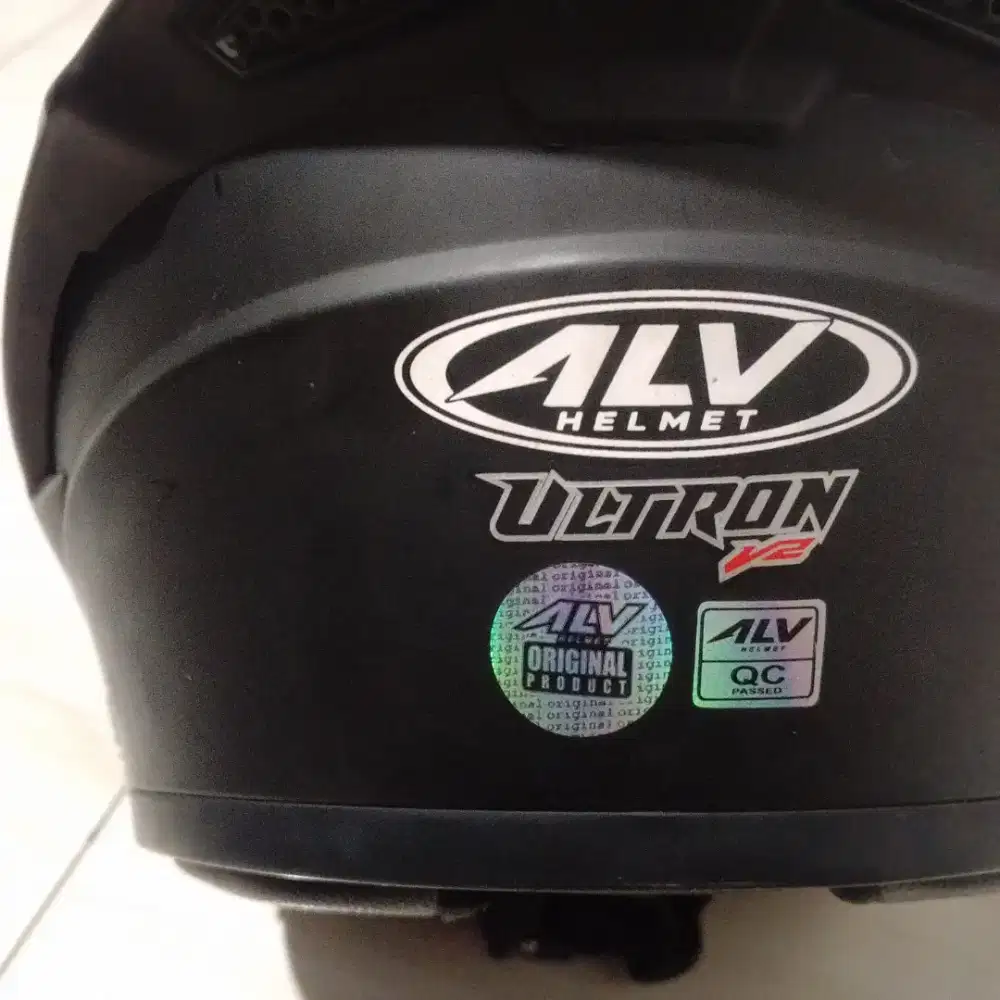 ALV
HELMET
ULTRON
V2
ALV
HELMET
ORIGINAL
PRODUCT
ALV
HELMET
QC
PASSED